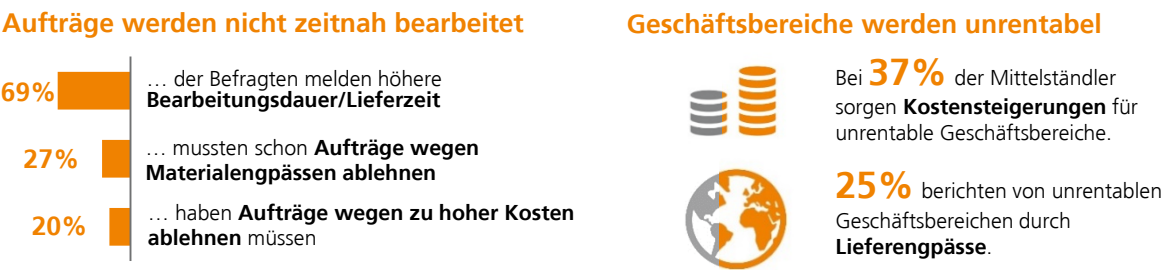 Aufträge werden nicht zeitnah bearbeitet
69%
… der Befragten melden höhere
Bearbeitungsdauer/Lieferzeit
27%
… mussten schon Aufträge wegen
Materialengpässen ablehnen
20%
… haben Aufträge wegen zu hoher Kosten
ablehnen müssen
Geschäftsbereiche werden unrentabel
Bei 37% der Mittelständler
sorgen Kostensteigerungen für
unrentable Geschäftsbereiche.
25% berichten von unrentablen
Geschäftsbereichen durch
Lieferengpässe.